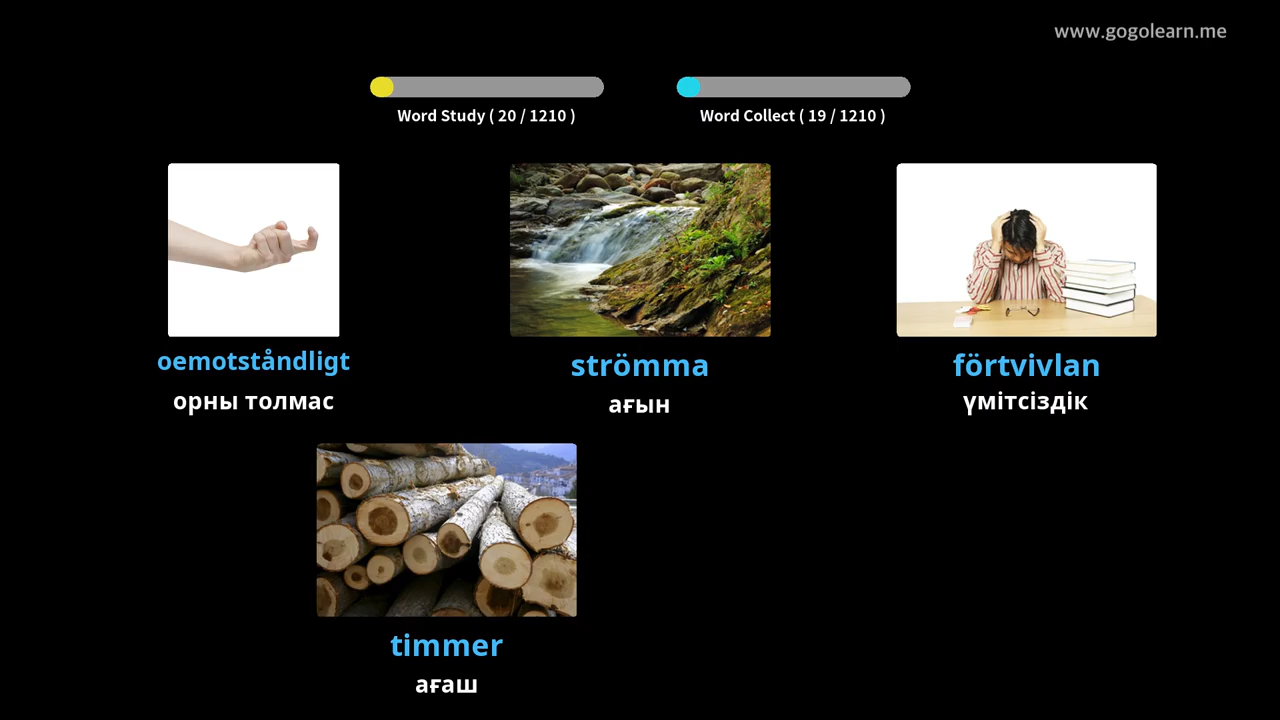 www.gogolearn.me
Word Study ( 20 / 1210 )
Word Collect ( 19 / 1210 )
oemotståndligt
strömma
förtvivlan
орны толмас
ағын
үмітсіздік
timmer
ағаш